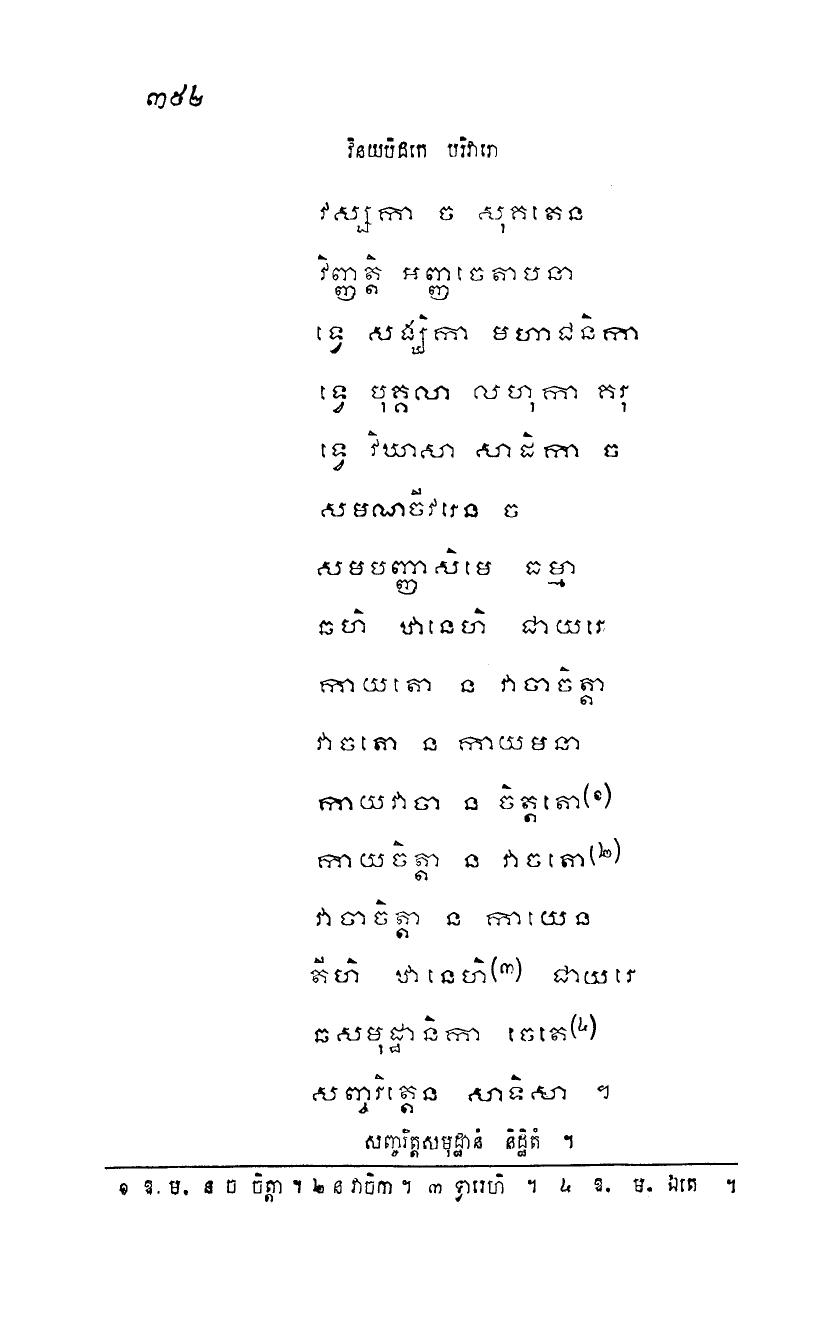 ៣៥២
វិនយបិដកេ បរិវារោ
វស្សិកា ច សុគតេន
វិញ្ញត្តិ អញ្ញចេតាបនា
ទ្វេ សង្ឃិកា មហាជនិកា
ទ្វេ បុគ្គលា លហុកា គរុ
ទ្វេ វិឃាសា សាដិកា ច
សមណាចីវរេន ច
សមបញ្ញាសិមេ ធម្មា
ឆហិ ឋានេហិ ជាយរេ
កាយតោ ន វាចាចិត្តា
វាចតោ ន កាយមនា
កាយវាចា ន ចិត្តតោ(១)
កាយចិត្តា ន វាចតោ(២)
វាចាចិត្តា ន កាយេន
តីហិ ឋានេហិ(៣) ជាយរេ
ឆសមុដ្ឋានិកា ចេតេ(៤)
សញ្ចរិត្តេន សាទិសា ។
សញ្ចរិត្តសមុដ្ឋានំ និដ្ឋិតំ ។
១ ឱ. ម. ន ច ចិត្តា ។ ២ ន វាចិកា ។ ៣ ទ្វារេហិ ។ ៤ ឱ. ម. ឯតេ ។